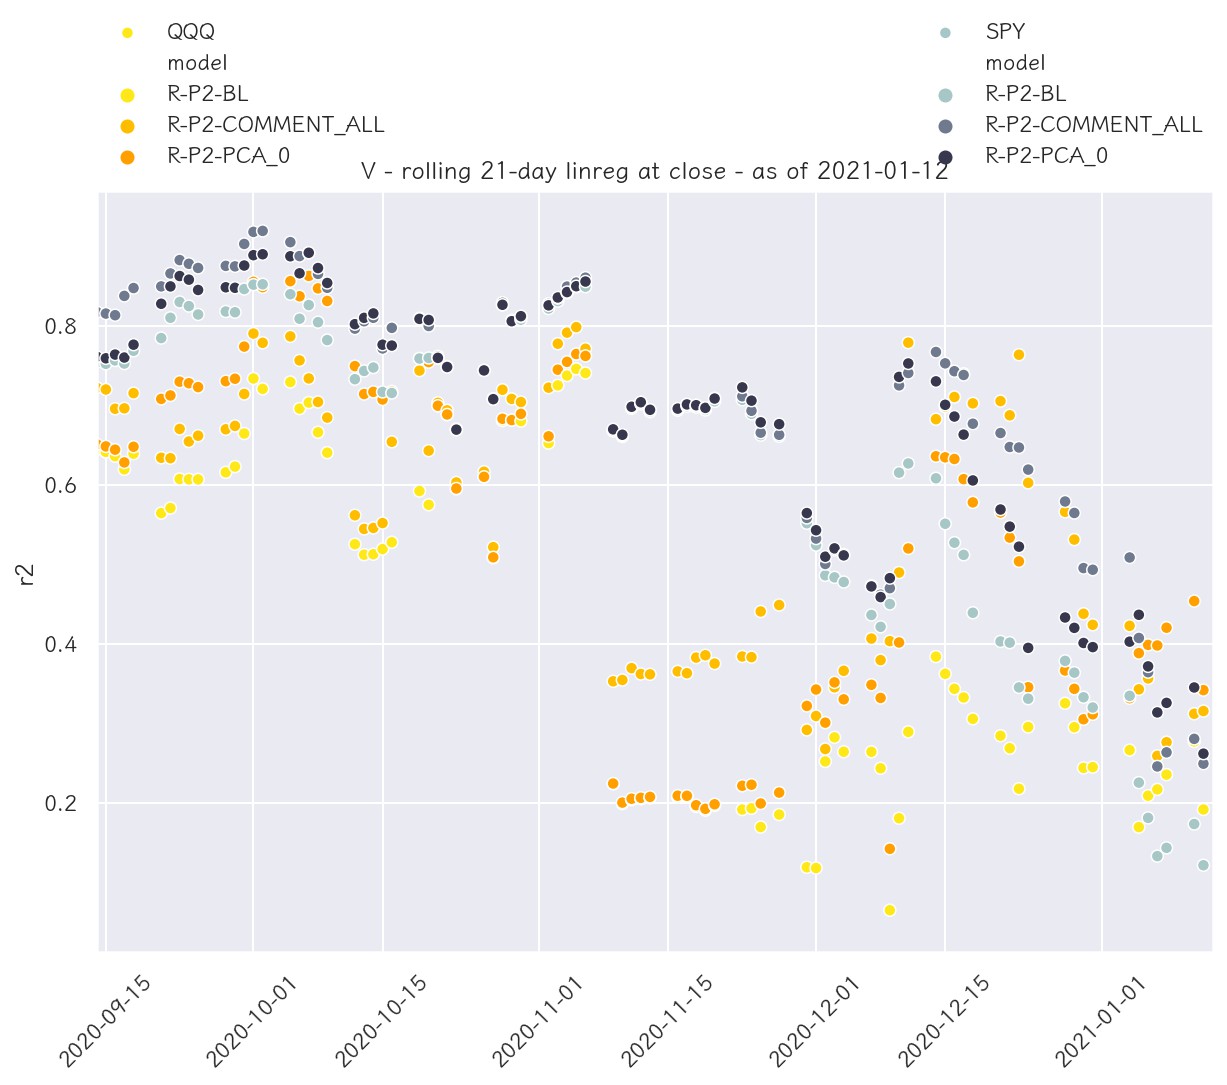 QQQ
model
R-P2-BL
R-P2-COMMENT_ALL
R-P2-PCA_0
SPY
model
R-P2-BL
R-P2-COMMENT_ALL
R-P2-PCA_0
V - rolling 21-day linreg at close - as of 2021-01-12
r2
0.8
0.6
0.4
0.2
2020-09-15
2020-10-01
2020-10-15
2020-11-01
2020-11-15
2020-12-01
2020-12-15
2021-01-01